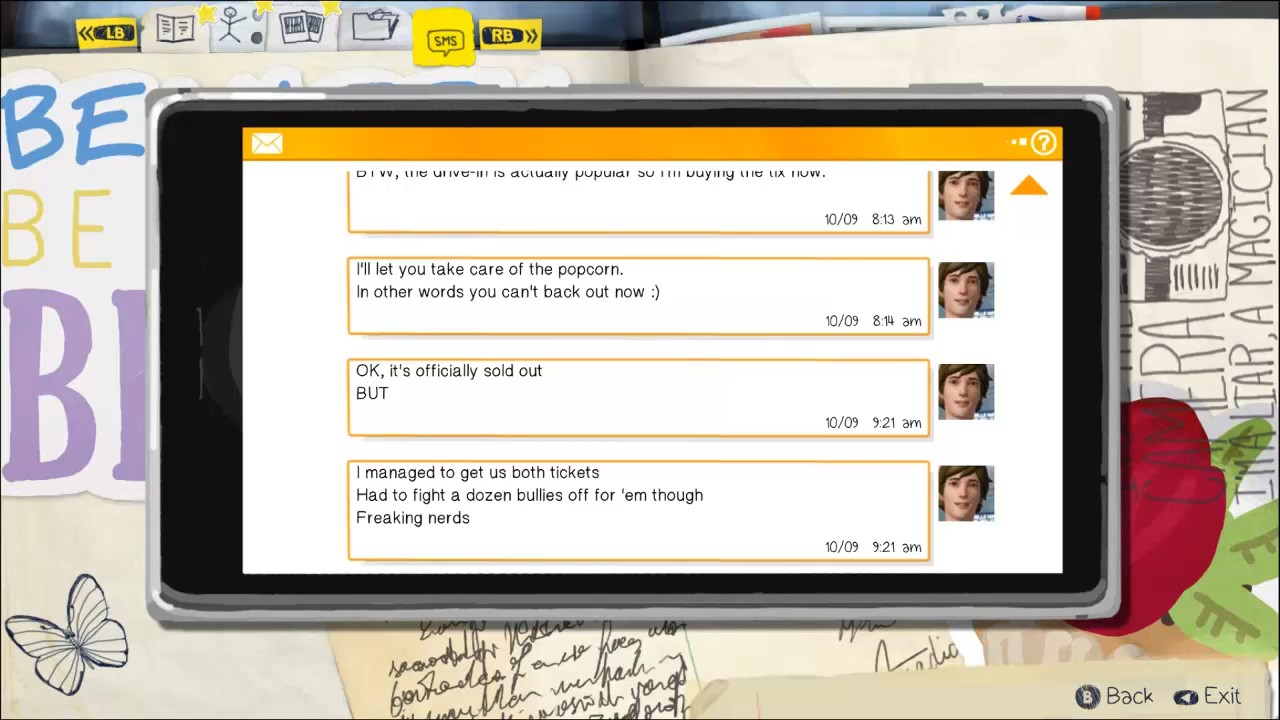 LB
SMS
RB
BE
BE
BTW, the drive-in is actually popular so I'm buying the tix now.
10/09 8:13 am
I'll let you take care of the popcorn.
In other words you can't back out now :)
10/09 8:14 am
OK, it's officially sold out
BUT
10/09 9:21 am
I managed to get us both tickets
Had to fight a dozen bullies off for 'em though
Freaking nerds
10/09 9:21 am
THE
CAMERA
I'M A LIAR, A MAGICIAN
B Back
Exit